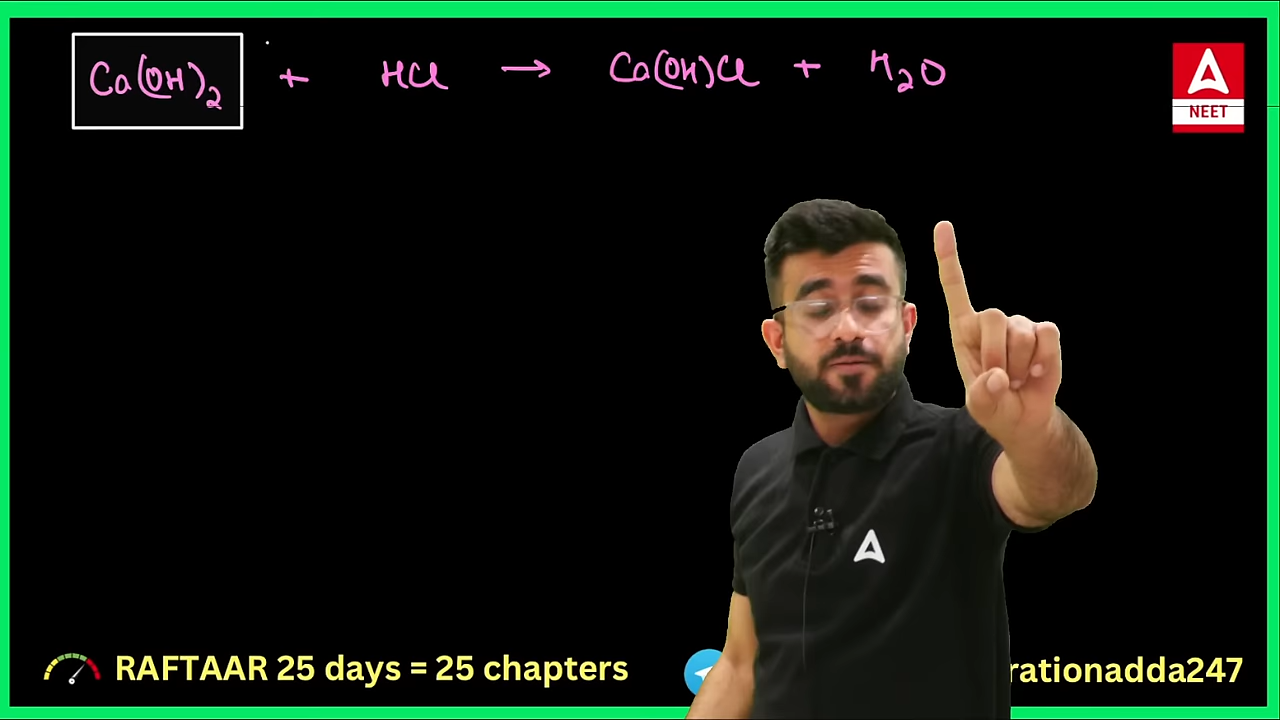 Ca(OH)₂ + HCl → Ca(OH)Cl + H₂O
NEET
RAFTAAR 25 days = 25 chapters
rationadda247